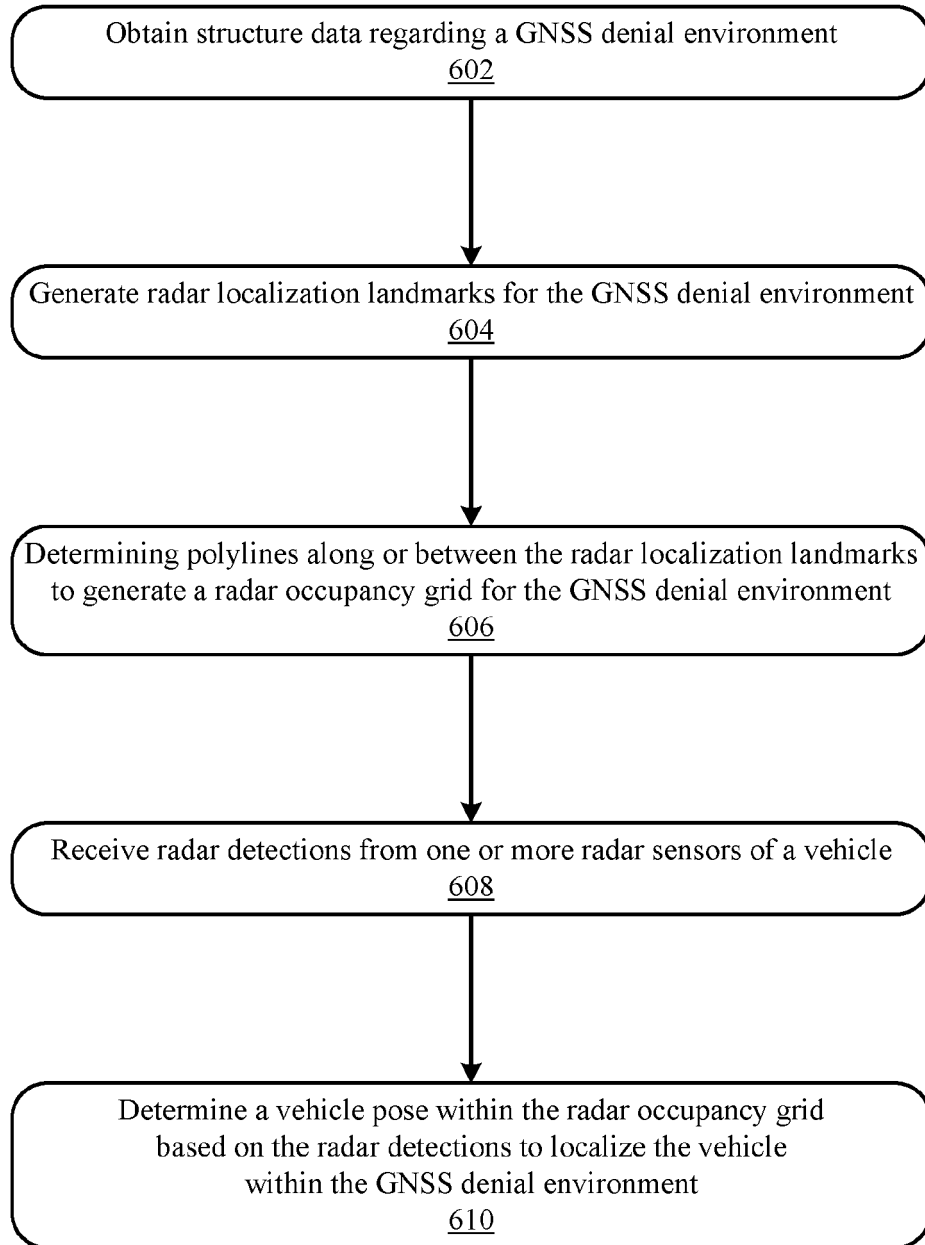 Obtain structure data regarding a GNSS denial environment
602
Generate radar localization landmarks for the GNSS denial environment
604
Determining polylines along or between the radar localization landmarks
to generate a radar occupancy grid for the GNSS denial environment
606
Receive radar detections from one or more radar sensors of a vehicle
608
Determine a vehicle pose within the radar occupancy grid
based on the radar detections to localize the vehicle
within the GNSS denial environment
610